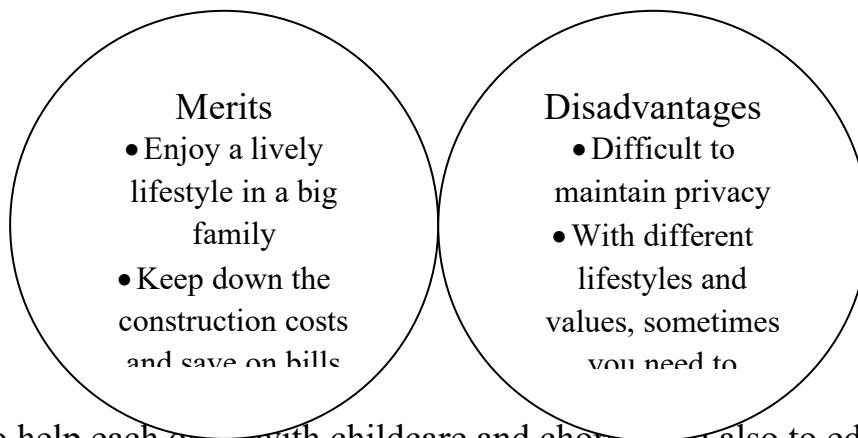 Merits
•Enjoy a lively
lifestyle in a big
family
•Keep down the
construction costs
and save on bills
Disadvantages
•Difficult to
maintain privacy
•With different
lifestyles and
values, sometimes
you need to
help each with childcare and also to